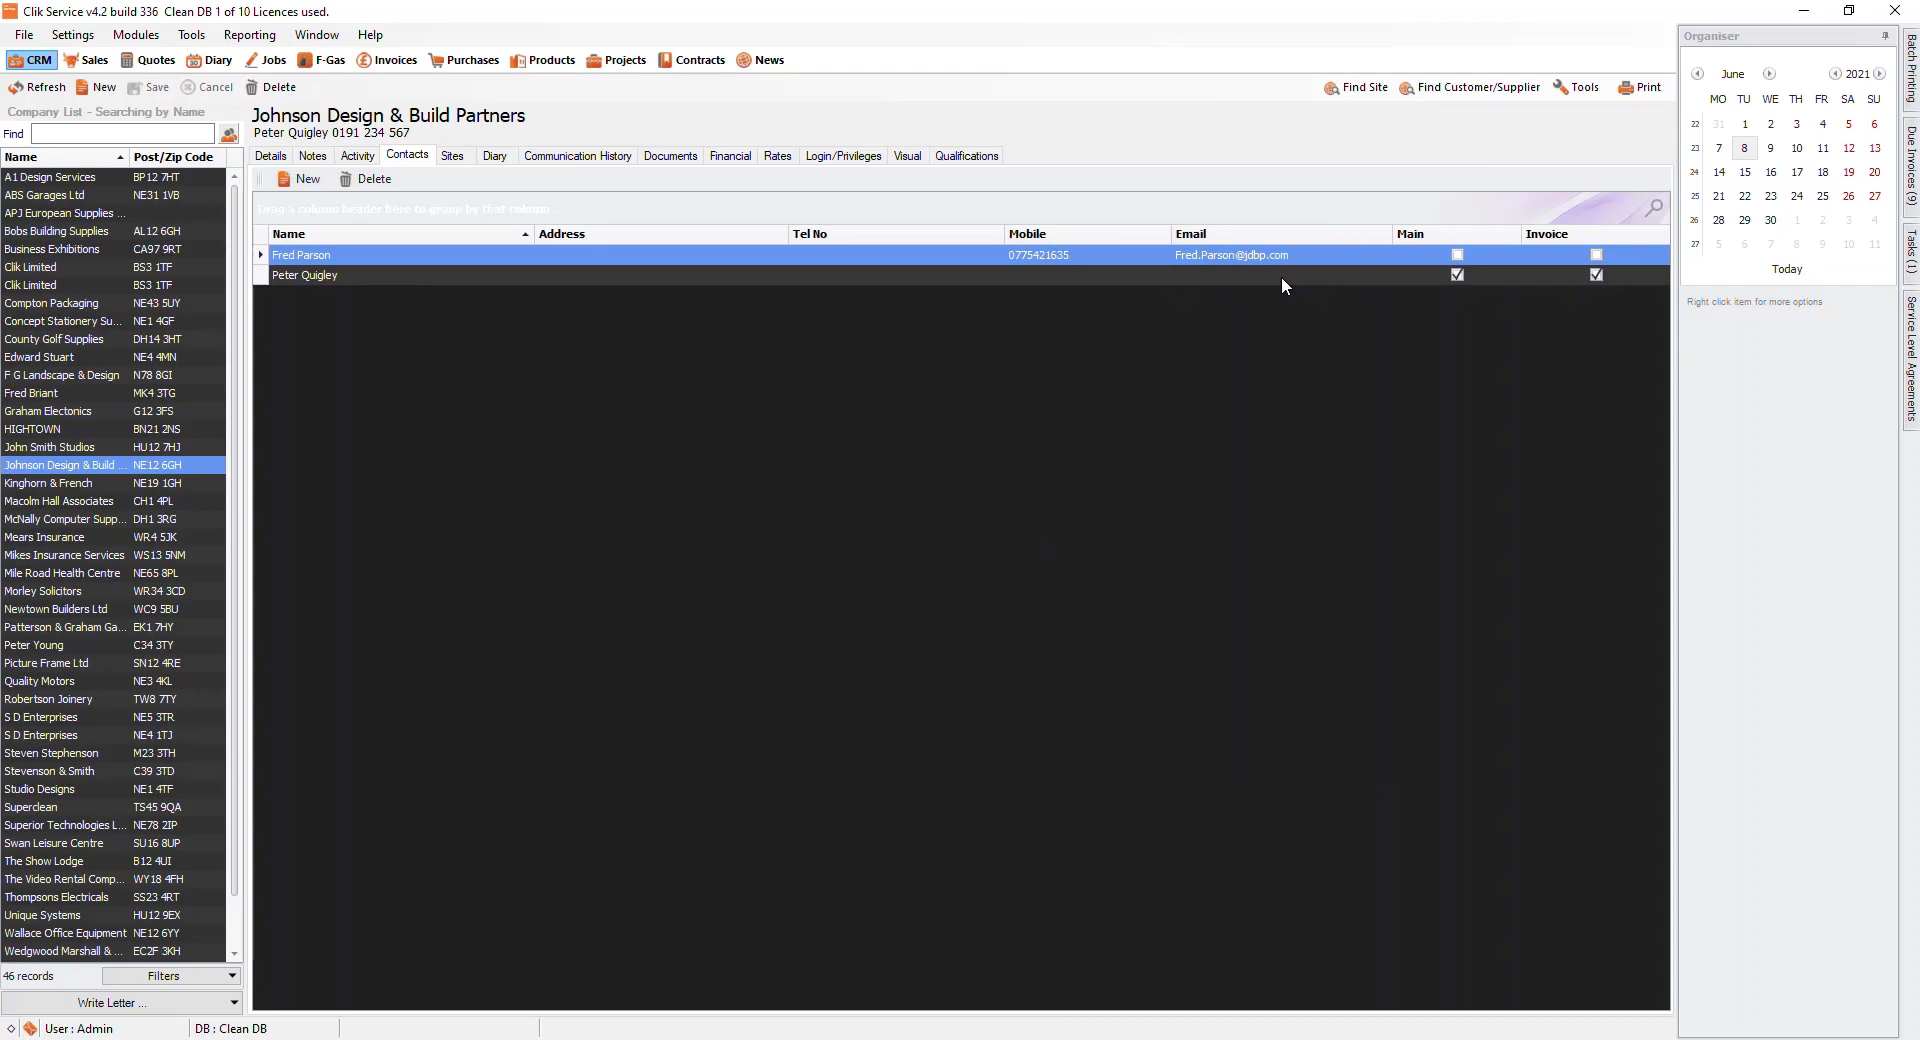 Clik Service v4.2 build 336  Clean DB 1 of 10 Licences used.
File Settings Modules Tools Reporting Window Help
CRM Sales Quotes Diary Jobs F-Gas Invoices Purchases Products Projects Contracts News
Refresh New Save Cancel Delete Find Site Find Customer/Supplier Tools Print
Company List - Searching by Name
Find
Name Post/Zip Code
A1 Design Services BP12 7HT
ABS Garages Ltd NE31 1VB
APJ European Supplies ...
Bobs Building Supplies AL12 6GH
Business Exhibitions CA97 9RT
Clik Limited BS3 1TF
Clik Limited BS3 1TF
Compton Packaging NE43 5UY
Concept Stationery Su... NE1 4GF
County Golf Supplies DH14 3HT
Edward Stuart NE4 4MN
F G Landscape & Design N78 8GI
Fred Briant MK4 3TG
Graham Electonics G12 3FS
HIGHTOWN BN21 2NS
John Smith Studios HU12 7HJ
Johnson Design & Build ... NE12 6GH
Kinghorn & French NE19 1GH
Macolm Hall Associates CH1 4PL
McNally Computer Supp... DH1 3RG
Mears Insurance WR4 5JK
Mikes Insurance Services WS13 5NM
Mile Road Health Centre NE65 8PL
Morley Solicitors WR34 3CD
Newtown Builders Ltd WC9 5BU
Patterson & Graham Ga... EK1 7HY
Peter Young C34 3TY
Picture Frame Ltd SN12 4RE
Quality Motors NE3 4KL
Robertson Joinery TW8 7TY
S D Enterprises NE5 3TR
S D Enterprises NE4 1TJ
Steven Stephenson M23 3TH
Stevenson & Smith C39 3TD
Studio Designs NE1 4TF
Superclean TS45 9QA
Superior Technologies L... NE78 2IP
Swan Leisure Centre SU16 8UP
The Show Lodge B12 4UI
The Video Rental Comp... WY18 4FH
Thompsons Electricals SS23 4RT
Unique Systems HU12 9EX
Wallace Office Equipment NE12 6YY
Wedgwood Marshall & ... EC2F 3KH
46 records Filters
Write Letter ...
User : Admin DB : Clean DB
Johnson Design & Build Partners
Peter Quigley 0191 234 567
Details Notes Activity Contacts Sites Diary Communication History Documents Financial Rates Login/Privileges Visual Qualifications
New Delete
Drag a column header here to group by that column
Name Address Tel No Mobile Email Main Invoice
Fred Parson 0775421635 Fred.Parson@jdbp.com
Peter Quigley
Organiser
June 2021
MO TU WE TH FR SA SU
22 31 1 2 3 4 5 6
23 7 8 9 10 11 12 13
24 14 15 16 17 18 19 20
25 21 22 23 24 25 26 27
26 28 29 30 1 2 3 4
27 5 6 7 8 9 10 11
Today
Right click item for more options
Batch Printing
Due Invoices (9)
Tasks (1)
Service Level Agreements